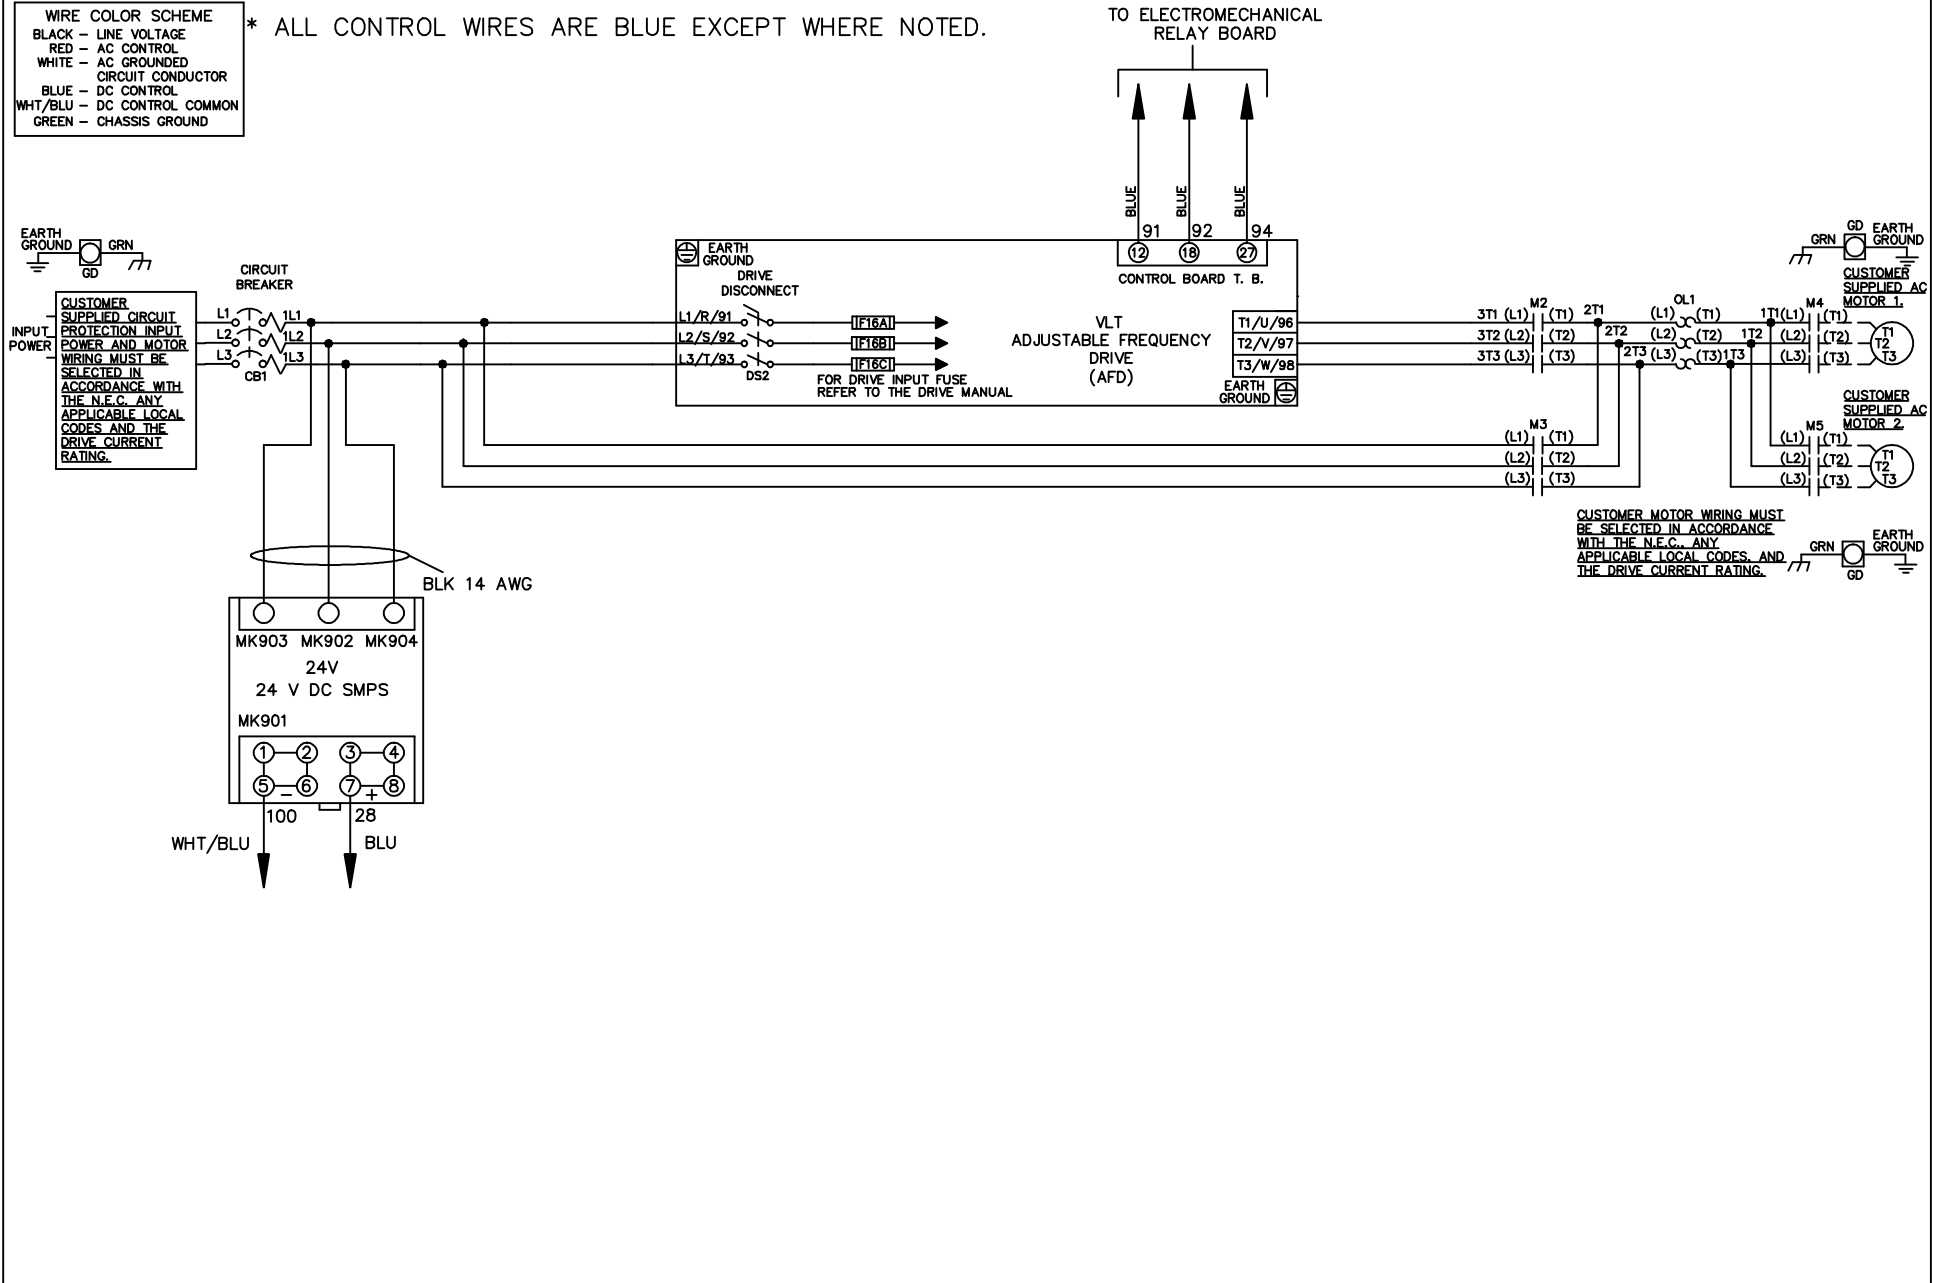 WIRE COLOR SCHEME
BLACK - LINE VOLTAGE
RED - AC CONTROL
WHITE - AC GROUNDED
CIRCUIT CONDUCTOR
BLUE - DC CONTROL
WHT/BLU - DC CONTROL COMMON
GREEN - CHASSIS GROUND
* ALL CONTROL WIRES ARE BLUE EXCEPT WHERE NOTED.
TO ELECTROMECHANICAL
RELAY BOARD
BLUE
BLUE
BLUE
91
92
94
12
18
27
CONTROL BOARD T. B.
EARTH
GROUND
GRN
GD
INPUT
POWER
CUSTOMER
SUPPLIED CIRCUIT
PROTECTION INPUT
POWER AND MOTOR
WIRING MUST BE
SELECTED IN
ACCORDANCE WITH
THE N.E.C. ANY
APPLICABLE LOCAL
CODES AND THE
DRIVE CURRENT
RATING.
CIRCUIT
BREAKER
L1
1L1
L2
1L2
L3
1L3
CB1
EARTH
GROUND
DRIVE
DISCONNECT
L1/R/91
L2/S/92
L3/T/93
DS2
F16A
F16B
F16C
FOR DRIVE INPUT FUSE
REFER TO THE DRIVE MANUAL
VLT
ADJUSTABLE FREQUENCY
DRIVE
(AFD)
T1/U/96
T2/V/97
T3/W/98
EARTH
GROUND
M2
3T1 (L1) (T1) 2T1
3T2 (L2) (T2) 2T2
3T3 (L3) (T3) 2T3
OL1
(L1) (T1) 1T1
(L2) (T2) 1T2
(L3) (T3) 1T3
M4
(L1) (T1)
(L2) (T2)
(L3) (T3)
T1
T2
T3
GRN
GD
EARTH
GROUND
CUSTOMER
SUPPLIED AC
MOTOR 1.
M3
(L1) (T1)
(L2) (T2)
(L3) (T3)
M5
(L1) (T1)
(L2) (T2)
(L3) (T3)
T1
T2
T3
CUSTOMER
SUPPLIED AC
MOTOR 2.
CUSTOMER MOTOR WIRING MUST
BE SELECTED IN ACCORDANCE
WITH THE N.E.C., ANY
APPLICABLE LOCAL CODES, AND
THE DRIVE CURRENT RATING.
GRN
GD
EARTH
GROUND
BLK 14 AWG
MK903 MK902 MK904
24V
24 V DC SMPS
MK901
1 2 3 4
5 6 7 8
- +
100
28
WHT/BLU
BLU